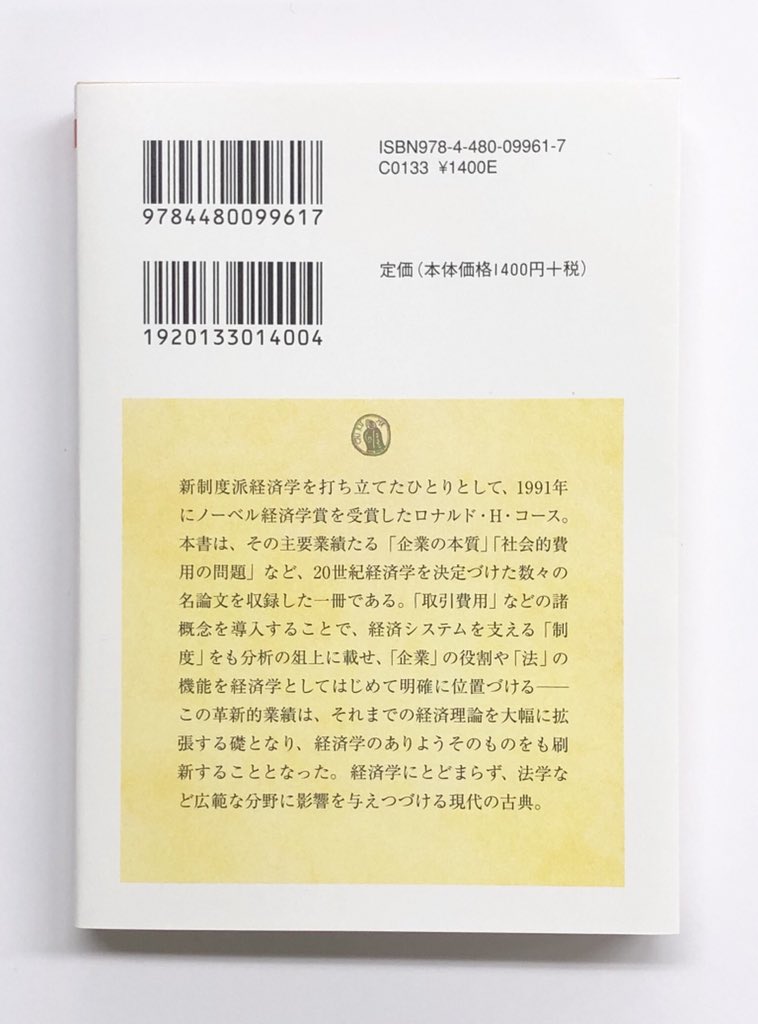 ISBN978-4-480-09961-7
C0133 ¥1400E
9784480099617
定価(本体価格1400円+税)
1920133014004
新制度派経済学を打ち立てたひとりとして、1991年
にノーベル経済学賞を受賞したロナルド・H・コース。
本書は、その主要業績たる「企業の本質」「社会的費
用の問題」など、20世紀経済学を決定づけた数々の
名論文を収録した一冊である。「取引費用」などの諸
概念を導入することで、経済システムを支える「制
度」をも分析の俎上に載せ、「企業」の役割や「法」の
機能を経済学としてはじめて明確に位置づける——
この革新的業績は、それまでの経済理論を大幅に拡
張する礎となり、経済学のありようそのものをも刷
新することとなった。経済学にとどまらず、法学な
ど広範な分野に影響を与えつづける現代の古典。